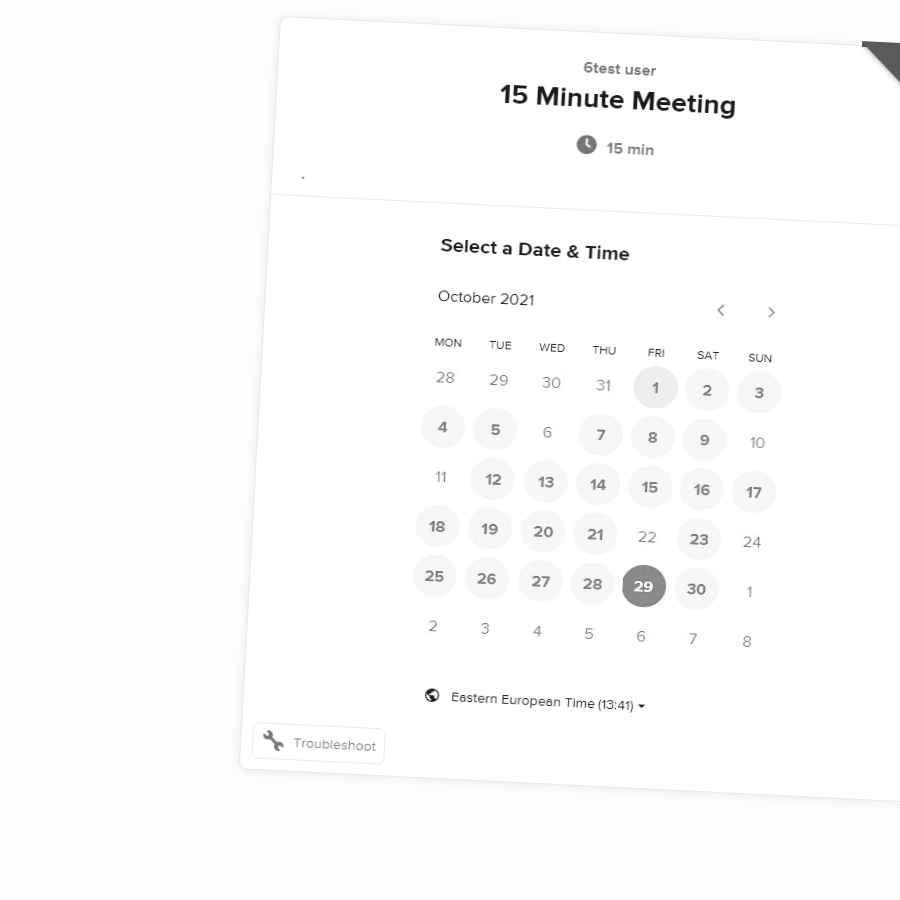 6test user
15 Minute Meeting
15 min
Select a Date & Time
October 2021
MON TUE WED THU FRI SAT SUN
28 29 30 31 1 2 3
4 5 6 7 8 9 10
11 12 13 14 15 16 17
18 19 20 21 22 23 24
25 26 27 28 29 30 1
2 3 4 5 6 7 8
Eastern European Time (13:41)
Troubleshoot